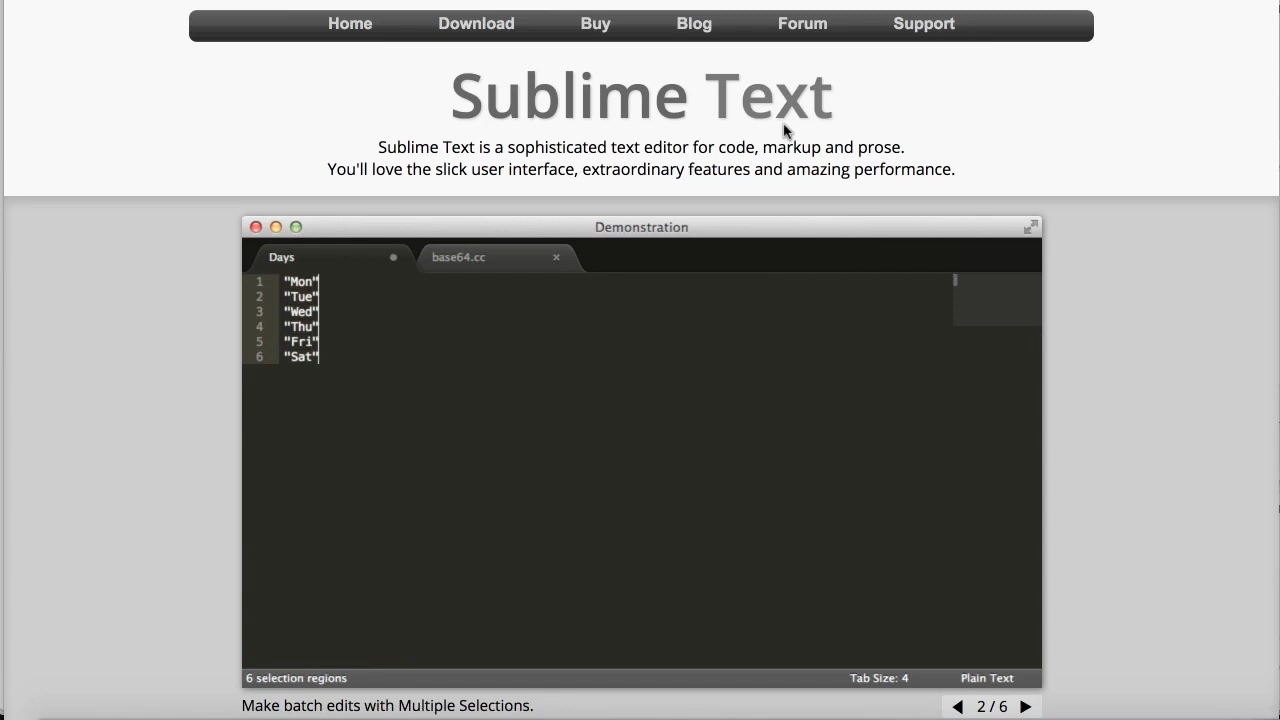 Home Download Buy Blog Forum Support
Sublime Text
Sublime Text is a sophisticated text editor for code, markup and prose.
You'll love the slick user interface, extraordinary features and amazing performance.
Demonstration
Days base64.cc
1 "Mon"
2 "Tue"
3 "Wed"
4 "Thu"
5 "Fri"
6 "Sat"
6 selection regions Tab Size: 4 Plain Text
Make batch edits with Multiple Selections. 2 / 6